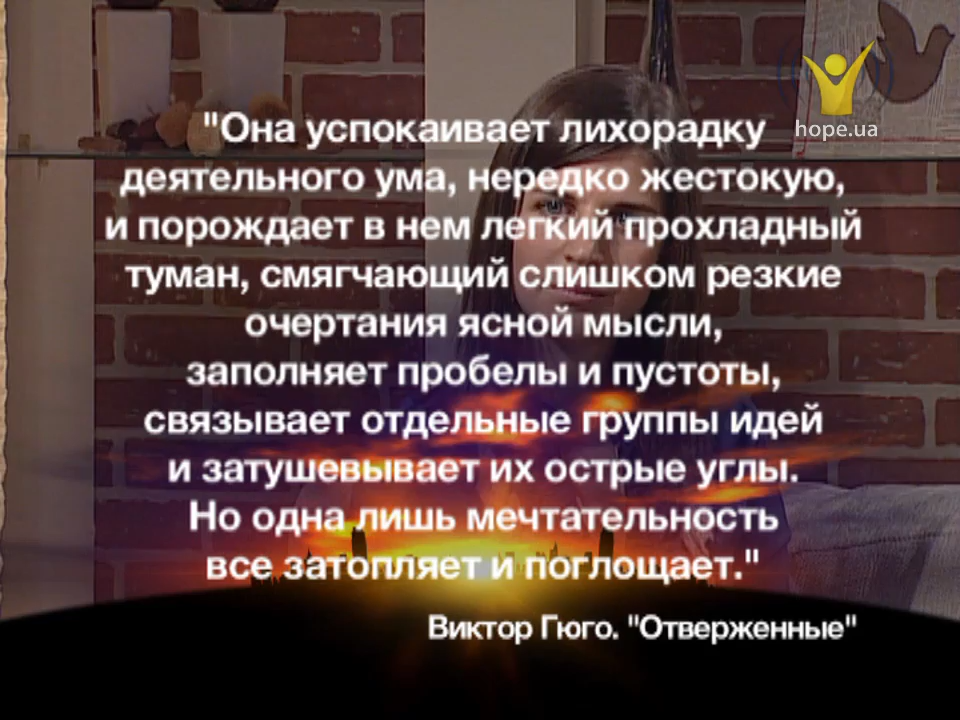 hope.ua
"Она успокаивает лихорадку
деятельного ума, нередко жестокую,
и порождает в нем легкий прохладный
туман, смягчающий слишком резкие
очертания ясной мысли,
заполняет пробелы и пустоты,
связывает отдельные группы идей
и затушевывает их острые углы.
Но одна лишь мечтательность
все затопляет и поглощает."
Виктор Гюго. "Отверженные"